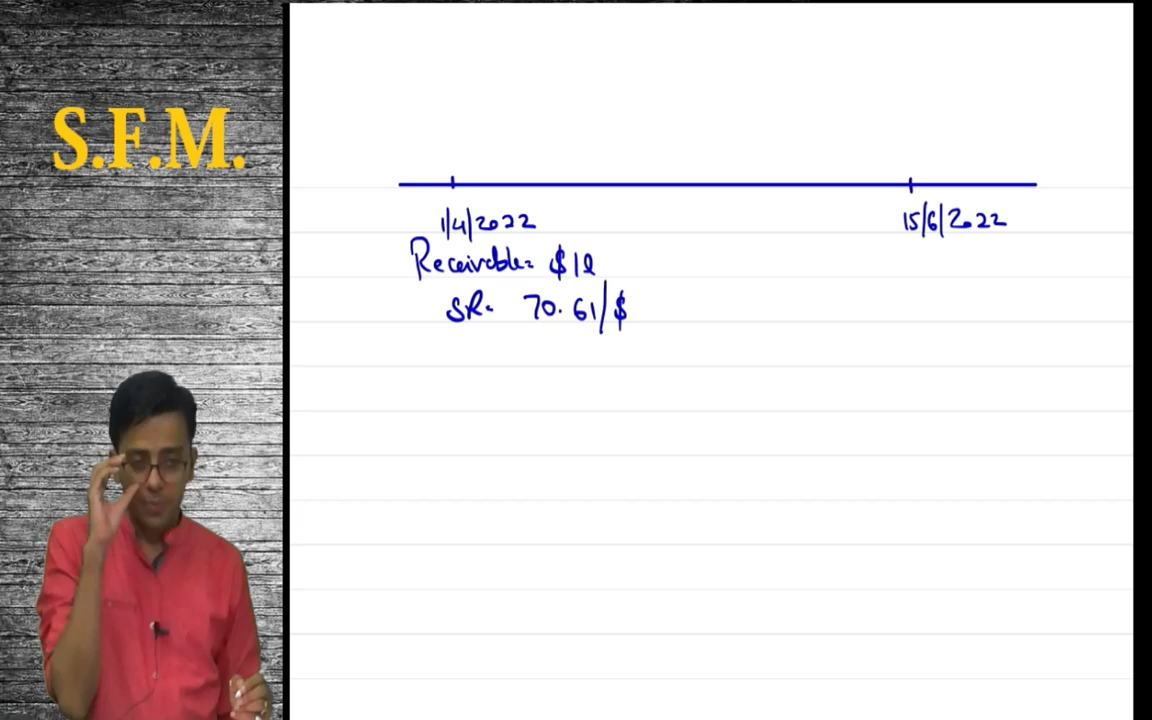 S.F.M.
1/4/2022
15/6/2022
Receivable= $1l
SR= 70.61/$